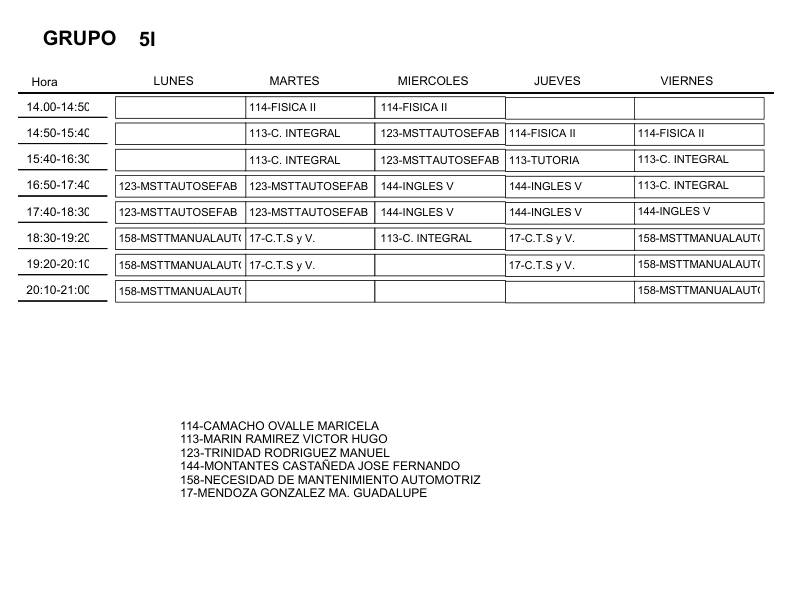 GRUPO 5I
Hora LUNES MARTES MIERCOLES JUEVES VIERNES
14.00-14:50 114-FISICA II 114-FISICA II
14:50-15:40 113-C. INTEGRAL 123-MSTTAUTOSEFAB 114-FISICA II 114-FISICA II
15:40-16:30 113-C. INTEGRAL 123-MSTTAUTOSEFAB 113-TUTORIA 113-C. INTEGRAL
16:50-17:40 123-MSTTAUTOSEFAB 123-MSTTAUTOSEFAB 144-INGLES V 144-INGLES V 113-C. INTEGRAL
17:40-18:30 123-MSTTAUTOSEFAB 123-MSTTAUTOSEFAB 144-INGLES V 144-INGLES V 144-INGLES V
18:30-19:20 158-MSTTMANUALAUT 17-C.T.S y V. 113-C. INTEGRAL 17-C.T.S y V. 158-MSTTMANUALAUT
19:20-20:10 158-MSTTMANUALAUT 17-C.T.S y V. 17-C.T.S y V. 158-MSTTMANUALAUT
20:10-21:00 158-MSTTMANUALAUT 158-MSTTMANUALAUT
114-CAMACHO OVALLE MARICELA
113-MARIN RAMIREZ VICTOR HUGO
123-TRINIDAD RODRIGUEZ MANUEL
144-MONTANTES CASTAÑEDA JOSE FERNANDO
158-NECESIDAD DE MANTENIMIENTO AUTOMOTRIZ
17-MENDOZA GONZALEZ MA. GUADALUPE